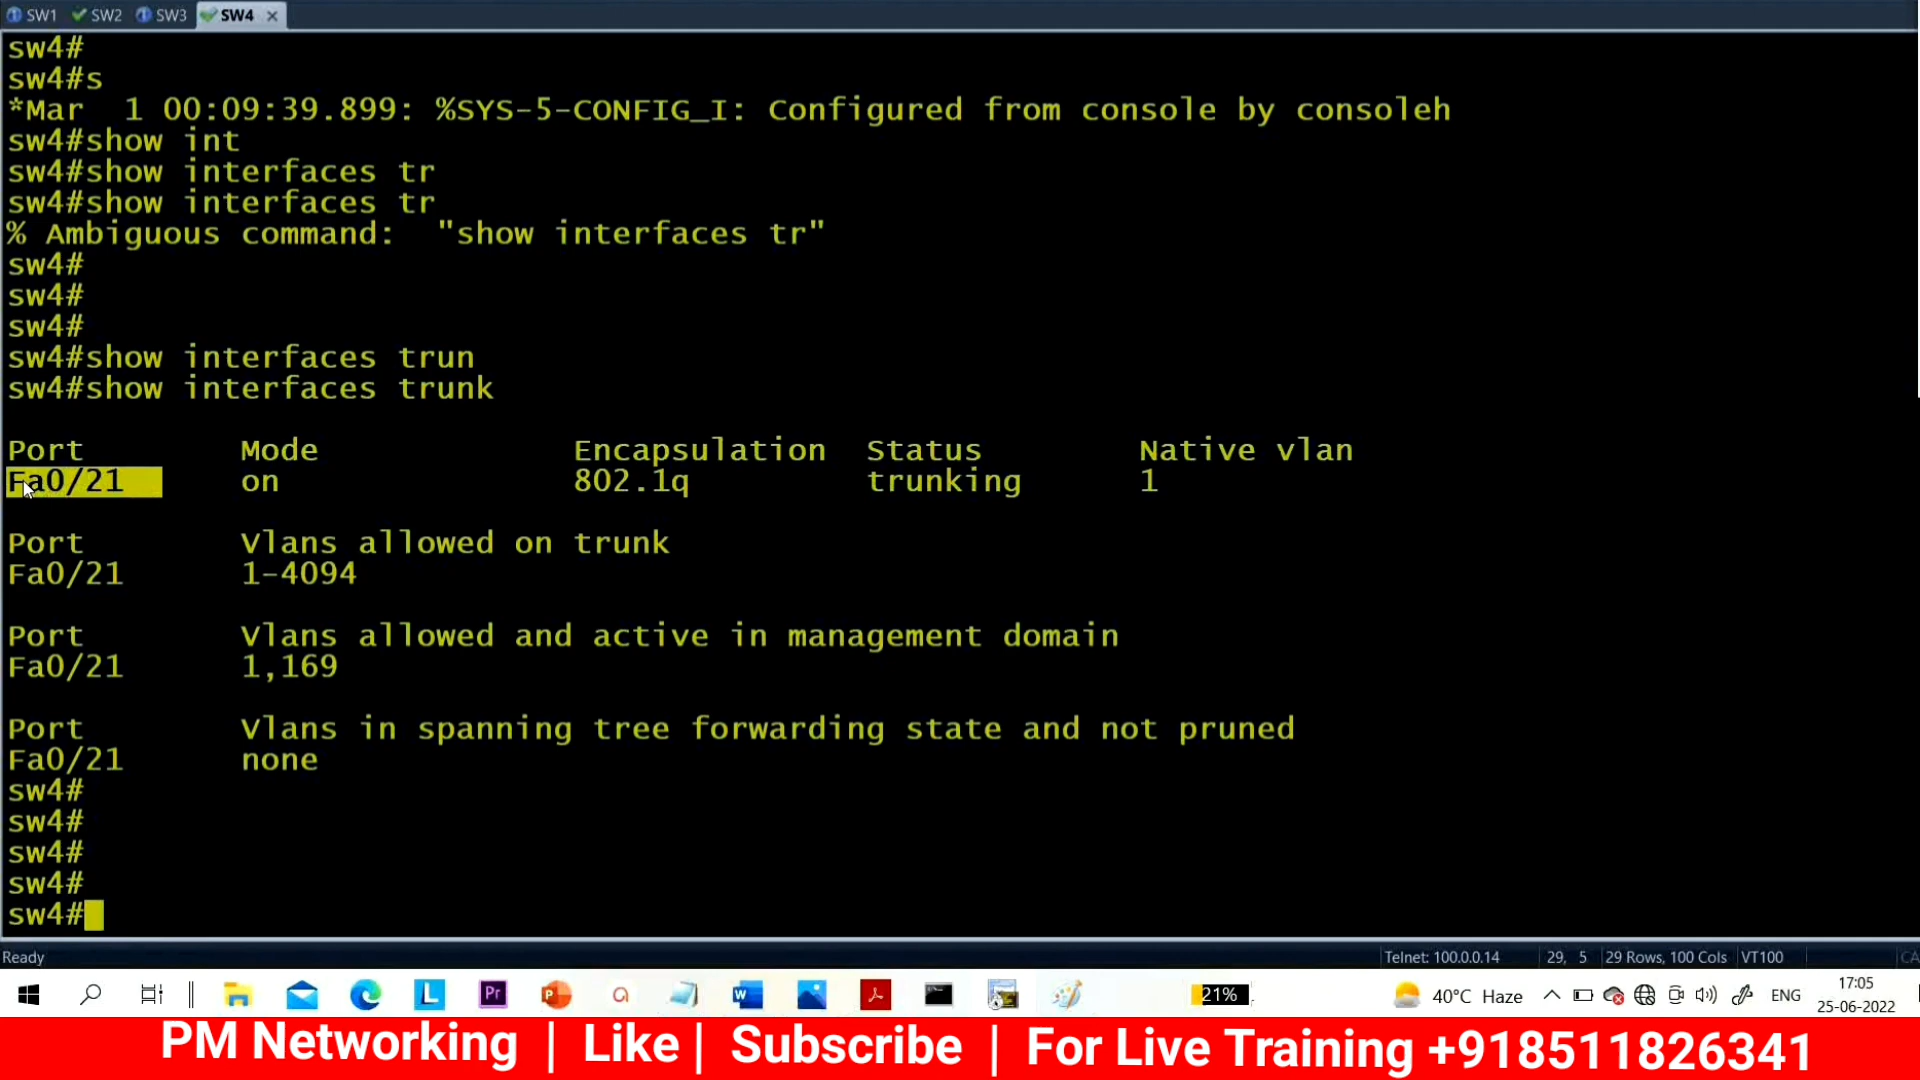 SW1 SW2 SW3 SW4
sw4#
sw4#s
*Mar  1 00:09:39.899: %SYS-5-CONFIG_I: Configured from console by consoleh
sw4#show int
sw4#show interfaces tr
sw4#show interfaces tr
% Ambiguous command:  "show interfaces tr"
sw4#
sw4#
sw4#
sw4#show interfaces trun
sw4#show interfaces trunk
Port Mode Encapsulation Status Native vlan
Fa0/21 on 802.1q trunking 1
Port Vlans allowed on trunk
Fa0/21 1-4094
Port Vlans allowed and active in management domain
Fa0/21 1,169
Port Vlans in spanning tree forwarding state and not pruned
Fa0/21 none
sw4#
sw4#
sw4#
sw4#
sw4#
Ready Telnet: 100.0.0.14 29, 5 29 Rows, 100 Cols VT100 CA
L Pr P W 21% 40°C Haze ENG 17:05
25-06-2022
PM Networking | Like | Subscribe | For Live Training +918511826341